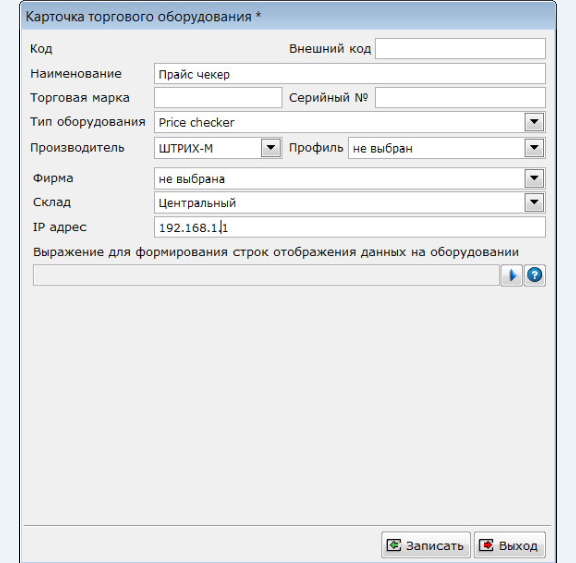 Карточка торгового оборудования *
Код Внешний код
Наименование Прайс чекер
Торговая марка Серийный №
Тип оборудования Price checker
Производитель ШТРИХ-М Профиль не выбран
Фирма не выбрана
Склад Центральный
IP адрес 192.168.1.1
Выражение для формирования строк отображения данных на оборудовании
?
Записать Выход